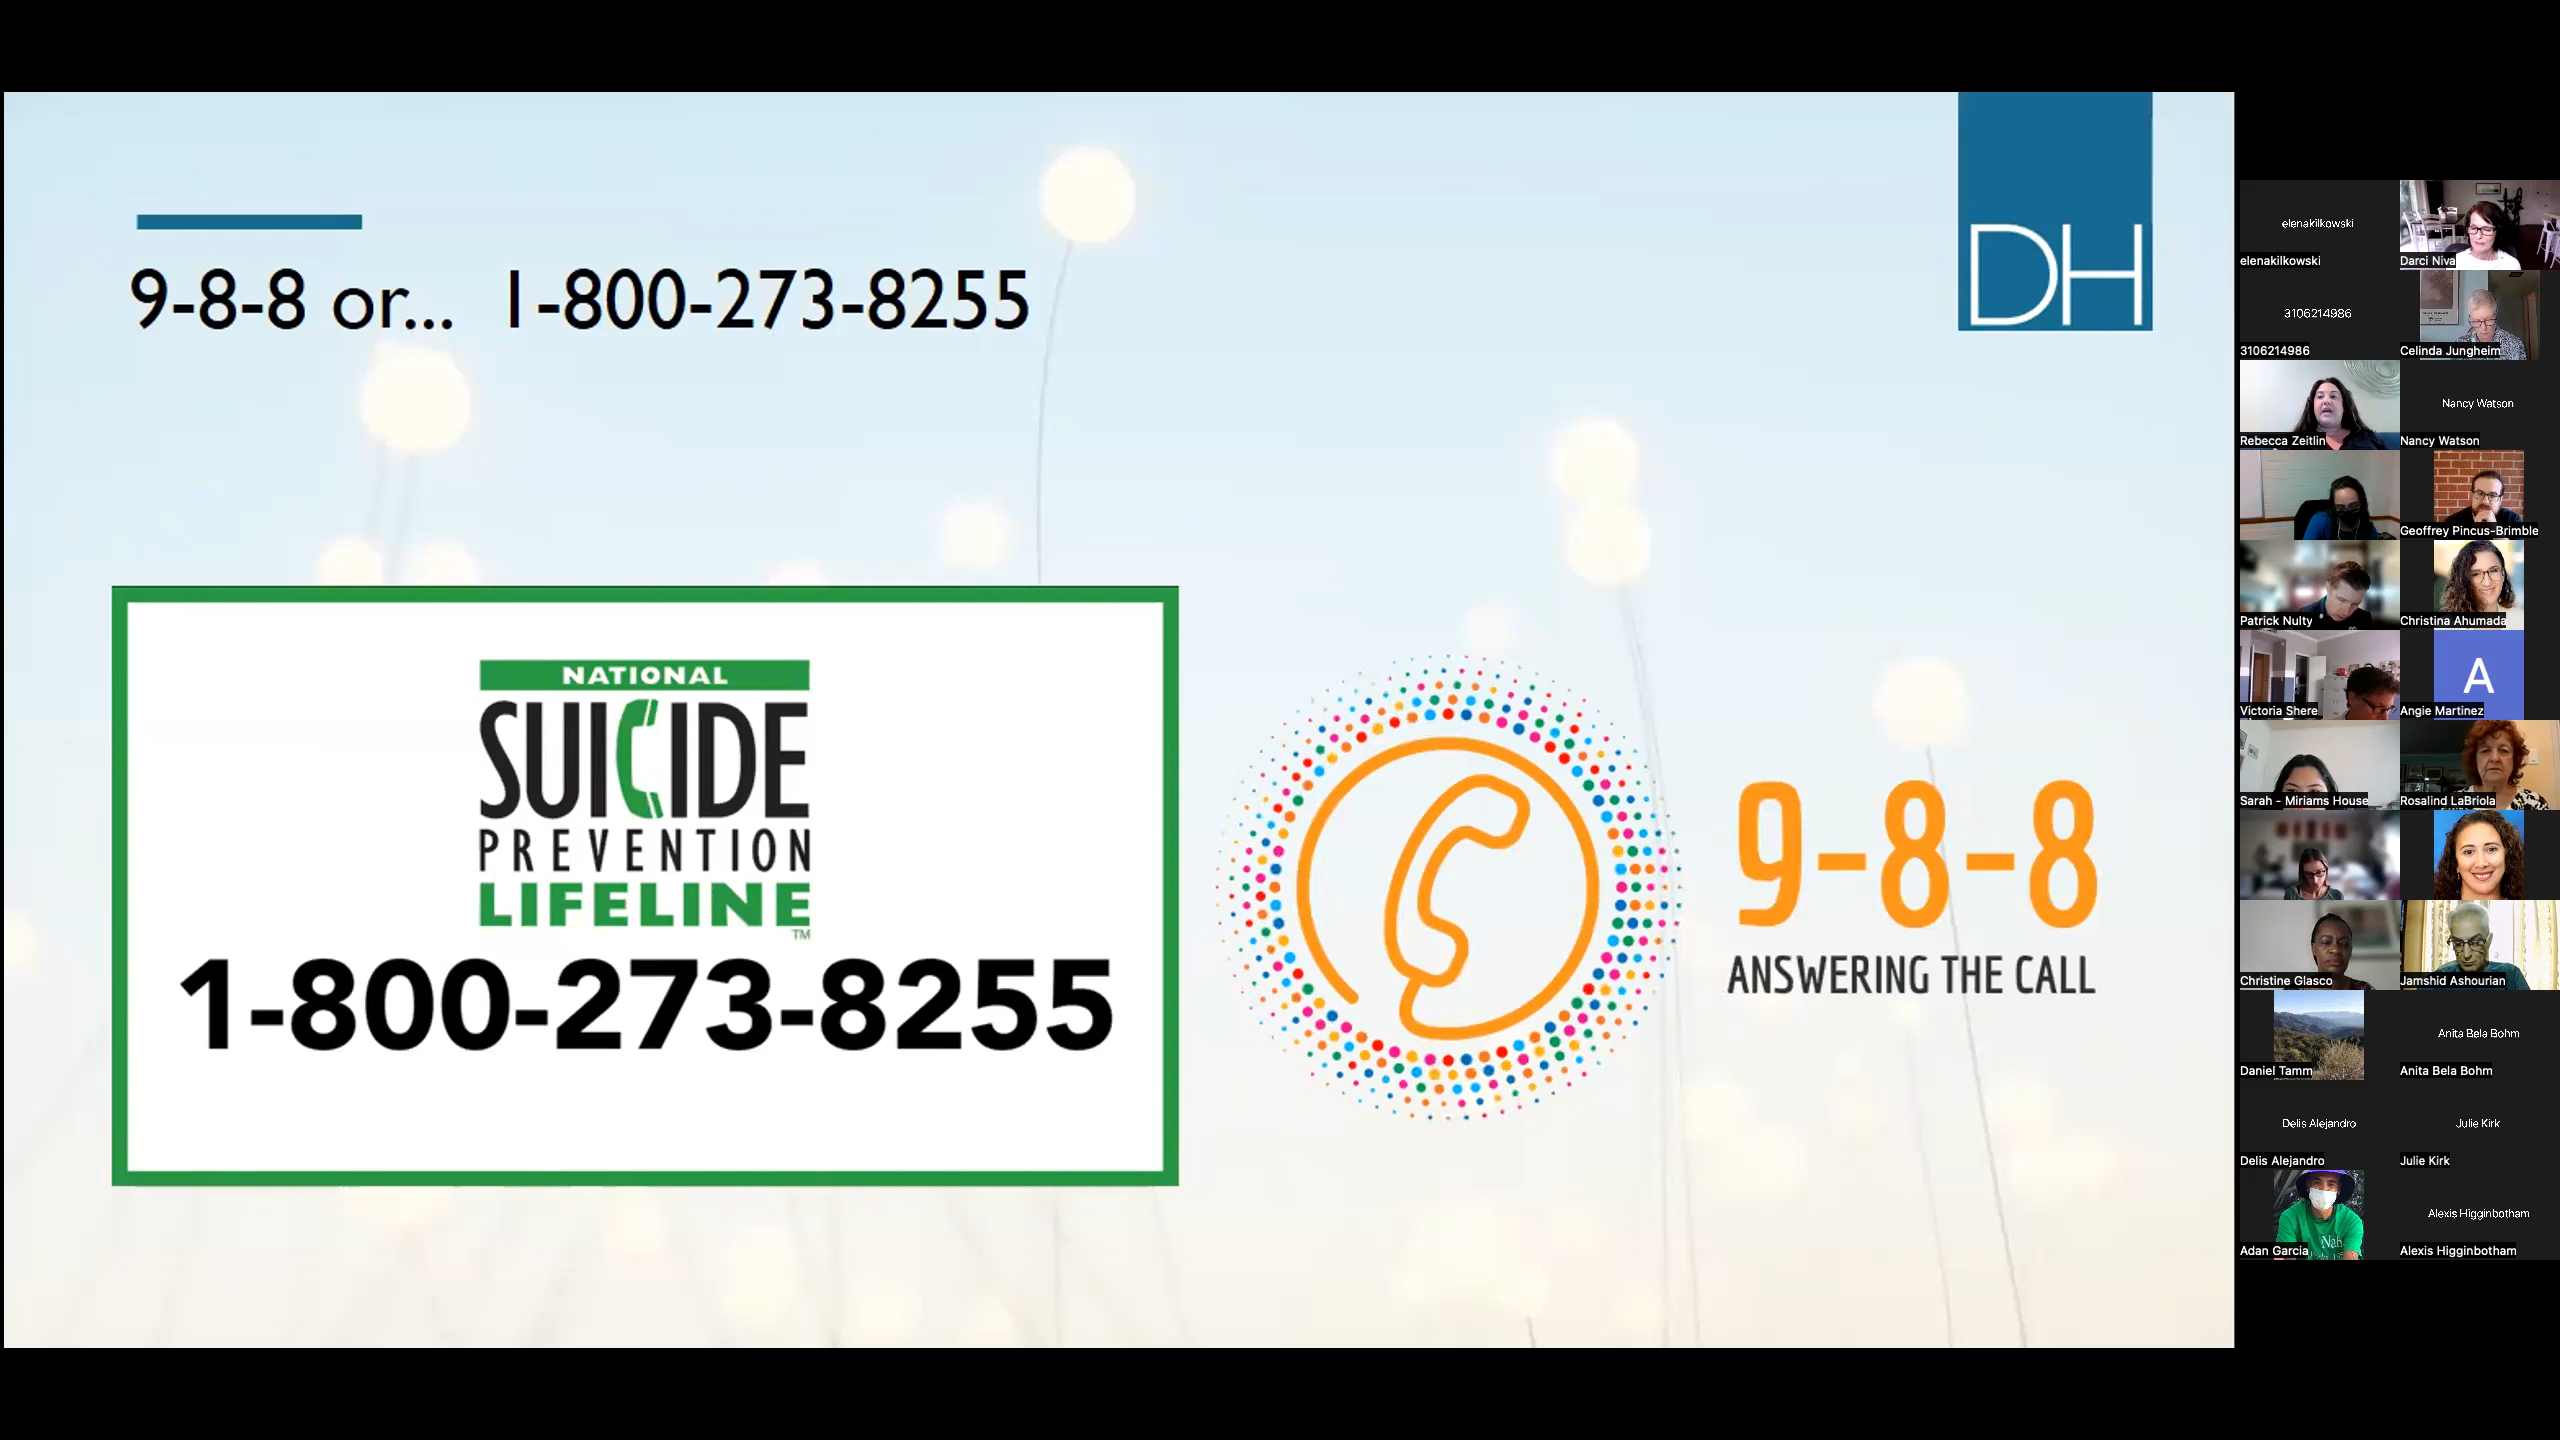 9-8-8 or... 1-800-273-8255
DH
NATIONAL
SUICIDE
PREVENTION
LIFELINE
TM
1-800-273-8255
9-8-8
ANSWERING THE CALL
elenakilkowski
elenakilkowski
Darci Niva
3106214986
3106214986
Celinda Jungheim
Rebecca Zeitlin
Nancy Watson
Nancy Watson
Geoffrey Pincus-Brimble
Patrick Nulty
Christina Ahumada
Victoria Shere
A
Angie Martinez
Sarah - Miriams House
Rosalind LaBriola
Christine Glasco
Jamshid Ashourian
Daniel Tamm
Anita Bela Bohm
Anita Bela Bohm
Delis Alejandro
Delis Alejandro
Julie Kirk
Julie Kirk
Nah
Adan Garcia
Alexis Higginbotham
Alexis Higginbotham